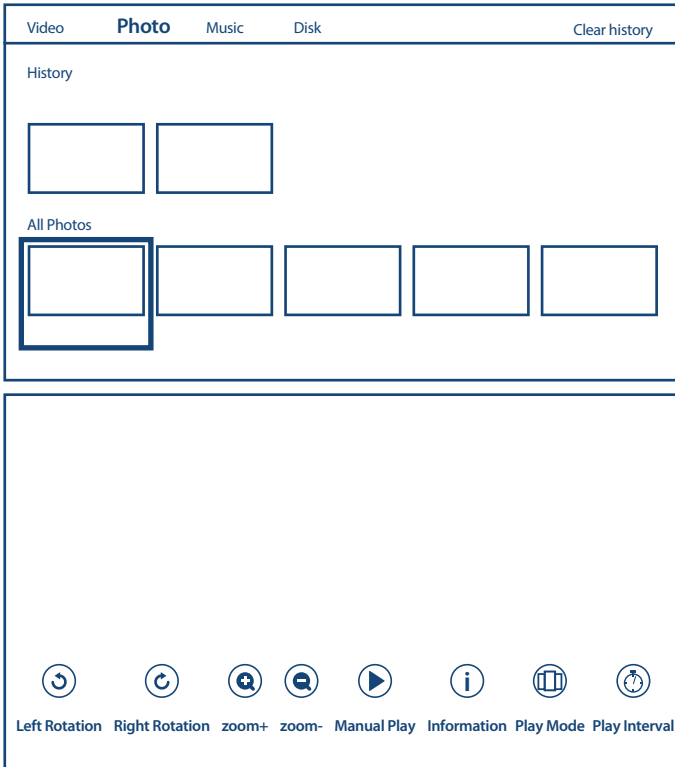 Video Photo Music Disk Clear history
History
All Photos
Left Rotation Right Rotation zoom+ zoom- Manual Play Information Play Mode Play Interval